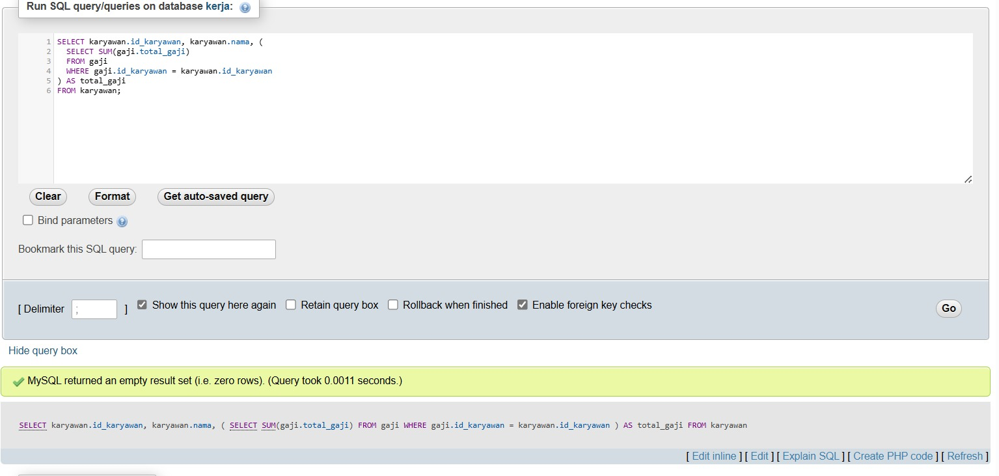 Run SQL query/queries on database kerja:
1 SELECT karyawan.id_karyawan, karyawan.nama, (
2 SELECT SUM(gaji.total_gaji)
3 FROM gaji
4 WHERE gaji.id_karyawan = karyawan.id_karyawan
5 ) AS total_gaji
6 FROM karyawan;
Clear Format Get auto-saved query
Bind parameters
Bookmark this SQL query:
[ Delimiter ; ] Show this query here again Retain query box Rollback when finished Enable foreign key checks Go
Hide query box
MySQL returned an empty result set (i.e. zero rows). (Query took 0.0011 seconds.)
SELECT karyawan.id_karyawan, karyawan.nama, ( SELECT SUM(gaji.total_gaji) FROM gaji WHERE gaji.id_karyawan = karyawan.id_karyawan ) AS total_gaji FROM karyawan
[ Edit inline ] [ Edit ] [ Explain SQL ] [ Create PHP code ] [ Refresh ]